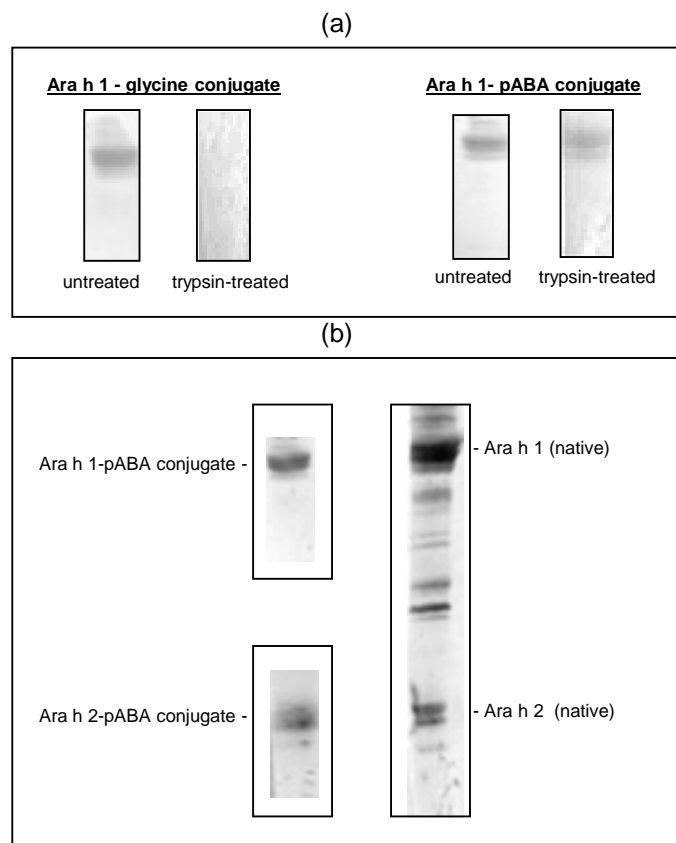 (a)
Ara h 1 - glycine conjugate
Ara h 1- pABA conjugate
untreated
trypsin-treated
untreated
trypsin-treated
(b)
Ara h 1-pABA conjugate -
- Ara h 1 (native)
Ara h 2-pABA conjugate -
- Ara h 2 (native)